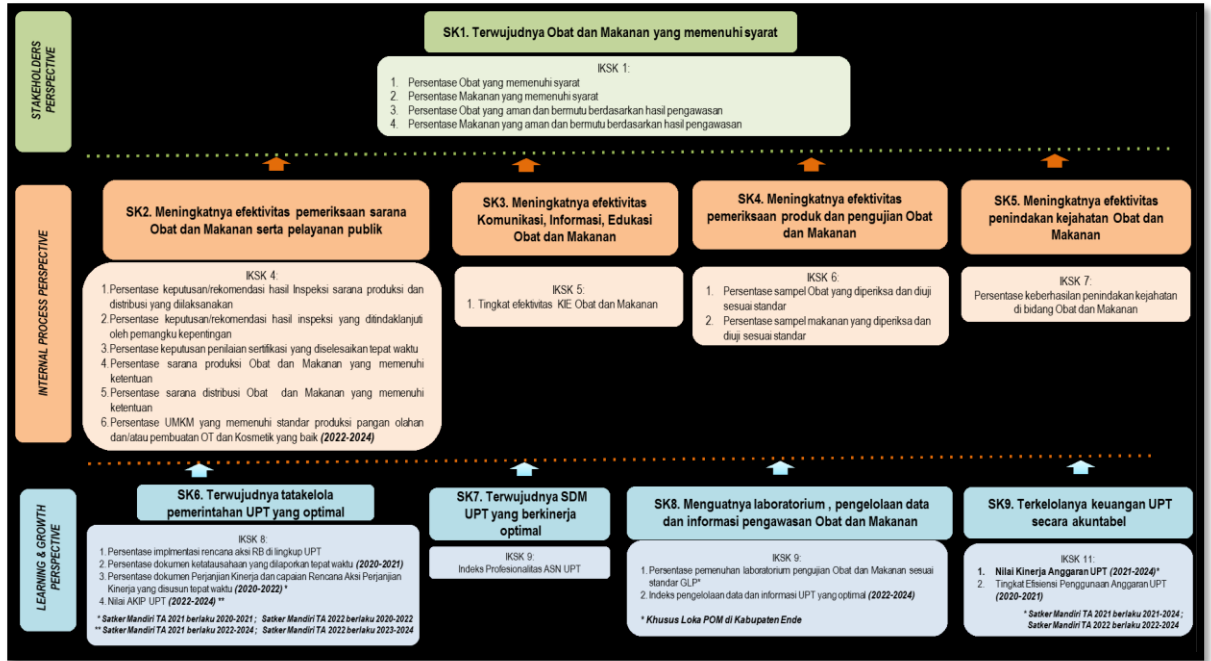 STAKEHOLDERS
PERSPECTIVE
SK1. Terwujudnya Obat dan Makanan yang memenuhi syarat
IKSK 1:
1. Persentase Obat yang memenuhi syarat
2. Persentase Makanan yang memenuhi syarat
3. Persentase Obat yang aman dan bermutu berdasarkan hasil pengawasan
4. Persentase Makanan yang aman dan bermutu berdasarkan hasil pengawasan
INTERNAL PROCESS PERSPECTIVE
SK2. Meningkatnya efektivitas pemeriksaan sarana
Obat dan Makanan serta pelayanan publik
IKSK 4:
1. Persentase keputusan/rekomendasi hasil Inspeksi sarana produksi dan
distribusi yang dilaksanakan
2. Persentase keputusan/rekomendasi hasil inspeksi yang ditindaklanjuti
oleh pemangku kepentingan
3. Persentase keputusan penilaian sertifikasi yang diselesaikan tepat waktu
4. Persentase sarana produksi Obat dan Makanan yang memenuhi
ketentuan
5. Persentase sarana distribusi Obat dan Makanan yang memenuhi
ketentuan
6. Persentase UMKM yang memenuhi standar produksi pangan olahan
dan/atau pembuatan OT dan Kosmetik yang baik (2022-2024)
SK3. Meningkatnya efektivitas
Komunikasi, Informasi, Edukasi
Obat dan Makanan
IKSK 5:
1. Tingkat efektivitas KIE Obat dan Makanan
SK4. Meningkatnya efektivitas
pemeriksaan produk dan pengujian Obat
dan Makanan
IKSK 6:
1. Persentase sampel Obat yang diperiksa dan diuji
sesuai standar
2. Persentase sampel makanan yang diperiksa dan
diuji sesuai standar
SK5. Meningkatnya efektivitas
penindakan kejahatan Obat dan
Makanan
IKSK 7:
Persentase keberhasilan penindakan kejahatan
di bidang Obat dan Makanan
LEARNING & GROWTH
PERSPECTIVE
SK6. Terwujudnya tatakelola
pemerintahan UPT yang optimal
IKSK 8:
1. Persentase implmentasi rencana aksi RB di lingkup UPT
2. Persentase dokumen ketatausahaan yang dilaporkan tepat waktu (2020-2021)
3. Persentase dokumen Perjanjian Kinerja dan capaian Rencana Aksi Perjanjian
Kinerja yang disusun tepat waktu (2020-2022) *
4. Nilai AKIP UPT (2022-2024) **
* Satker Mandiri TA 2021 berlaku 2020-2021 ; Satker Mandiri TA 2022 berlaku 2020-2022
** Satker Mandiri TA 2021 berlaku 2022-2024 ; Satker Mandiri TA 2022 berlaku 2023-2024
SK7. Terwujudnya SDM
UPT yang berkinerja
optimal
IKSK 9:
Indeks Profesionalitas ASN UPT
SK8. Menguatnya laboratorium , pengelolaan data
dan informasi pengawasan Obat dan Makanan
IKSK 9:
1. Persentase pemenuhan laboratorium pengujian Obat dan Makanan sesuai
standar GLP*
2. Indeks pengelolaan data dan informasi UPT yang optimal (2022-2024)
* Khusus Loka POM di Kabupaten Ende
SK9. Terkelolanya keuangan UPT
secara akuntabel
IKSK 11:
1. Nilai Kinerja Anggaran UPT (2021-2024)*
2. Tingkat Efisiensi Penggunaan Anggaran UPT
(2020-2021)
* Satker Mandiri TA 2021 berlaku 2021-2024 ;
Satker Mandiri TA 2022 berlaku 2022-2024